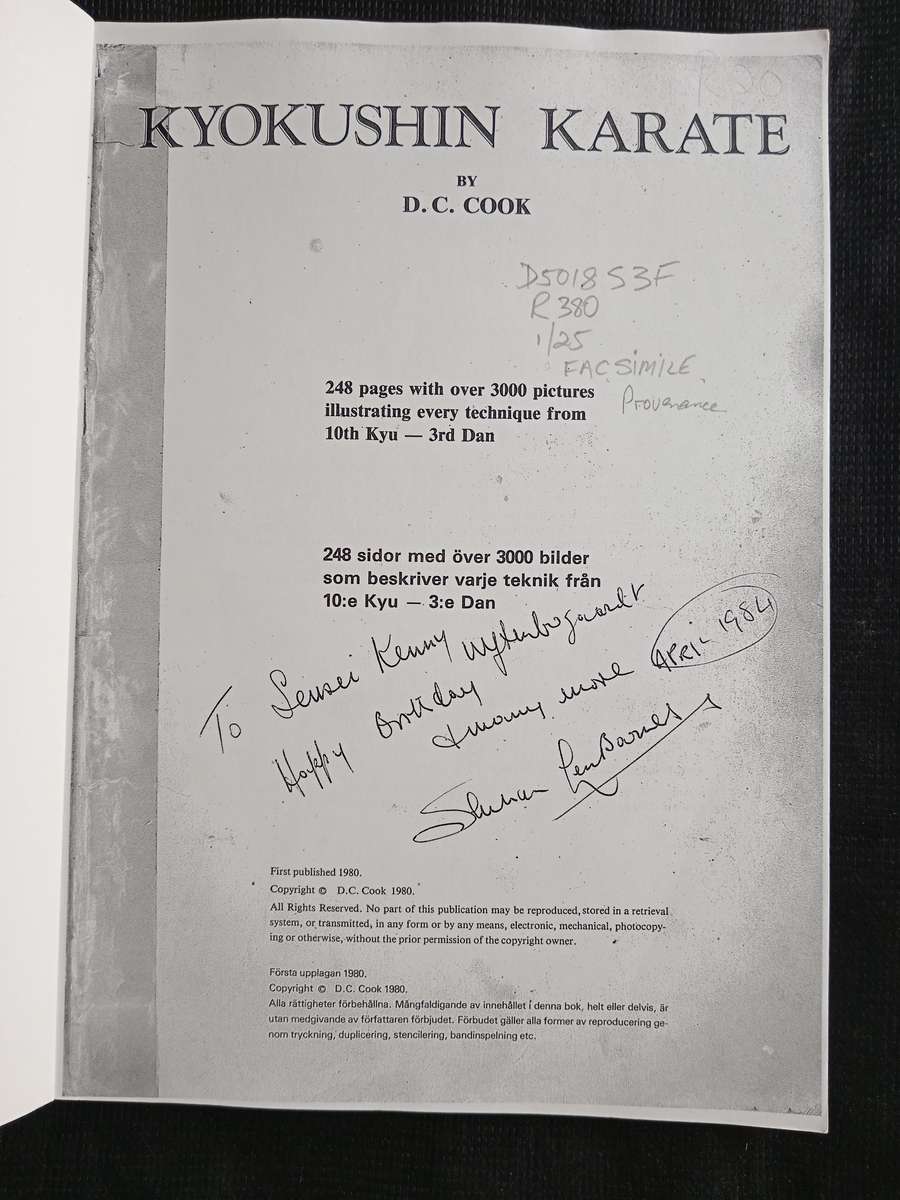 KYOKUSHIN KARATE
BY
D. C. COOK
D5018 S3F
R 380
1/25
FACSIMILE
Provenance
248 pages with over 3000 pictures
illustrating every technique from
10th Kyu — 3rd Dan
248 sidor med över 3000 bilder
som beskriver varje teknik från
10:e Kyu — 3:e Dan
To Sensei Kenny Uytenbogaardt
Happy Birthday
& many more APRIL 1984
Shihan Len Barnes
First published 1980.
Copyright © D.C. Cook 1980.
All Rights Reserved. No part of this publication may be reproduced, stored in a retrieval
system, or transmitted, in any form or by any means, electronic, mechanical, photocopy-
ing or otherwise, without the prior permission of the copyright owner.
Första upplagan 1980.
Copyright © D.C. Cook 1980.
Alla rättigheter förbehållna. Mångfaldigande av innehållet i denna bok, helt eller delvis, är
utan medgivande av författaren förbjudet. Förbudet gäller alla former av reproducering ge-
nom tryckning, duplicering, stencilering, bandinspelning etc.